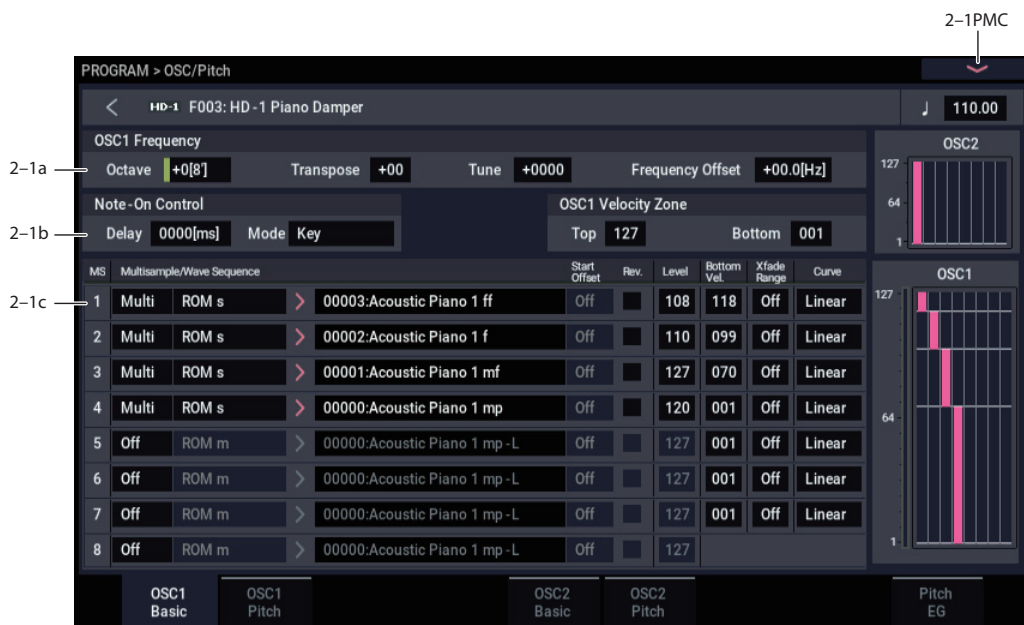 2–1PMC
PROGRAM > OSC/Pitch
HD-1 F003: HD-1 Piano Damper ♩ 110.00
OSC1 Frequency
2–1a Octave +0[8'] Transpose +00 Tune +0000 Frequency Offset +00.0[Hz]
Note-On Control OSC1 Velocity Zone
2–1b Delay 0000[ms] Mode Key Top 127 Bottom 001
MS Multisample/Wave Sequence Start Offset Rev. Level Bottom Vel. Xfade Range Curve
2–1c 1 Multi ROM s 00003:Acoustic Piano 1 ff Off 108 118 Off Linear
2 Multi ROM s 00002:Acoustic Piano 1 f Off 110 099 Off Linear
3 Multi ROM s 00001:Acoustic Piano 1 mf Off 127 070 Off Linear
4 Multi ROM s 00000:Acoustic Piano 1 mp Off 120 001 Off Linear
5 Off ROM m 00000:Acoustic Piano 1 mp-L Off 127 001 Off Linear
6 Off ROM m 00000:Acoustic Piano 1 mp-L Off 127 001 Off Linear
7 Off ROM m 00000:Acoustic Piano 1 mp-L Off 127 001 Off Linear
8 Off ROM m 00000:Acoustic Piano 1 mp-L Off 127
OSC2
127
64
1
OSC1
127
64
1
OSC1 Basic
OSC1 Pitch
OSC2 Basic
OSC2 Pitch
Pitch EG